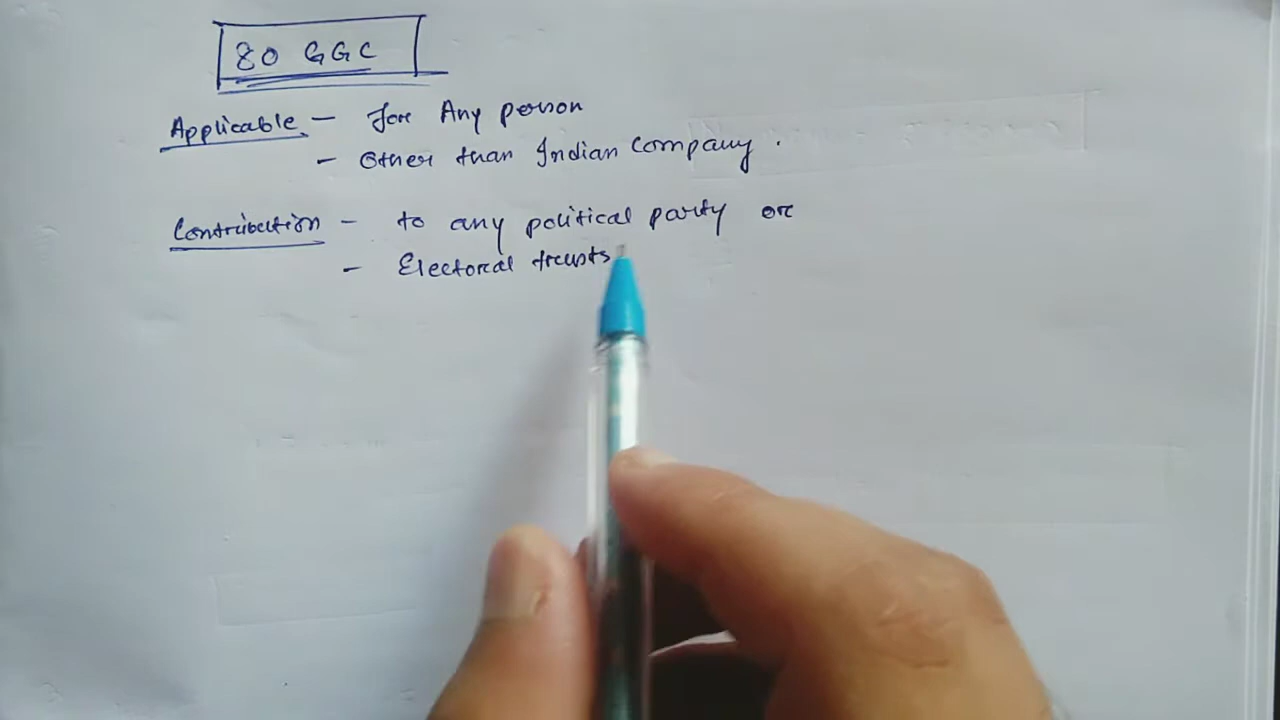 80 GGC
Applicable - for Any person
- Other than Indian Company.
Contribution - to any political party or
- Electoral trusts